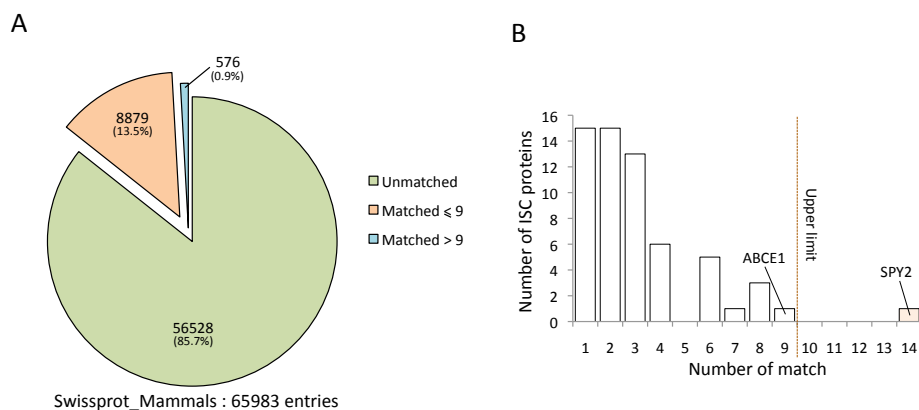 A
576
(0.9%)
8879
(13.5%)
Unmatched
Matched ⩽ 9
Matched > 9
56528
(85.7%)
Swissprot_Mammals : 65983 entries
B
Number of ISC proteins
16
14
12
10
8
6
4
2
0
ABCE1
Upper limit
SPY2
1 2 3 4 5 6 7 8 9 10 11 12 13 14
Number of match